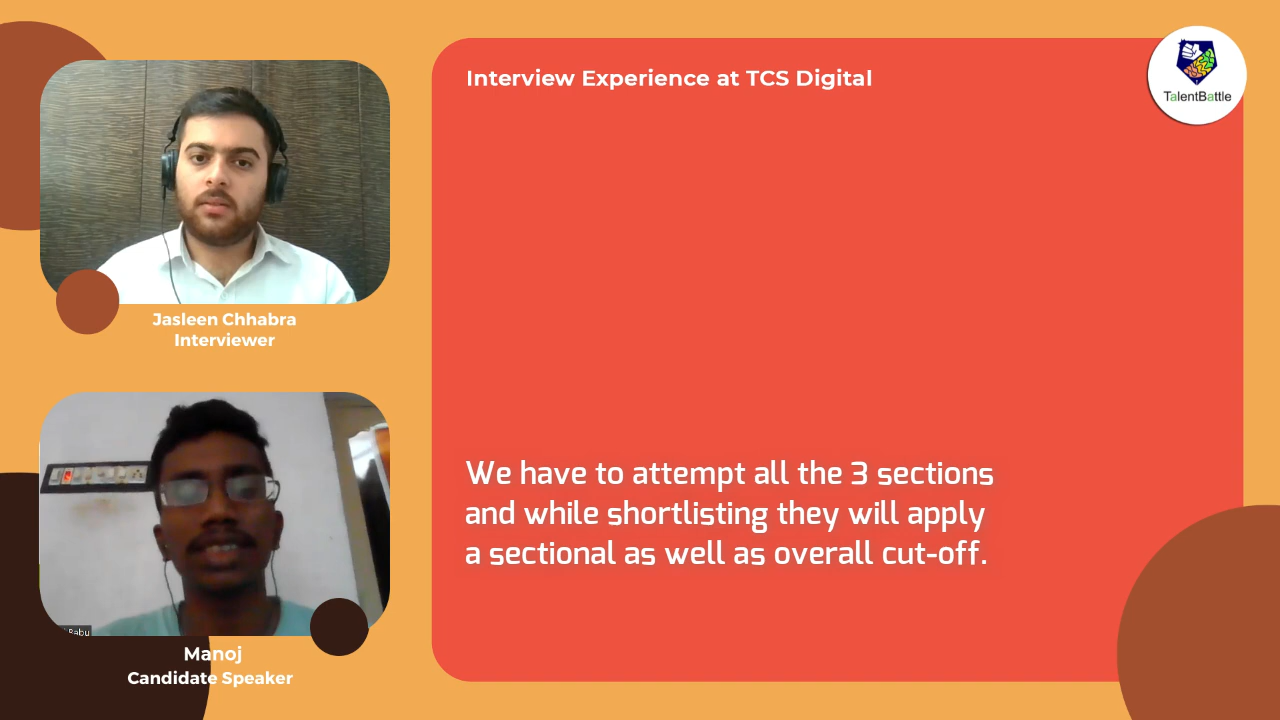 Interview Experience at TCS Digital
TalentBattle
Jasleen Chhabra
Interviewer
We have to attempt all the 3 sections
and while shortlisting they will apply
a sectional as well as overall cut-off.
Babu
Manoj
Candidate Speaker